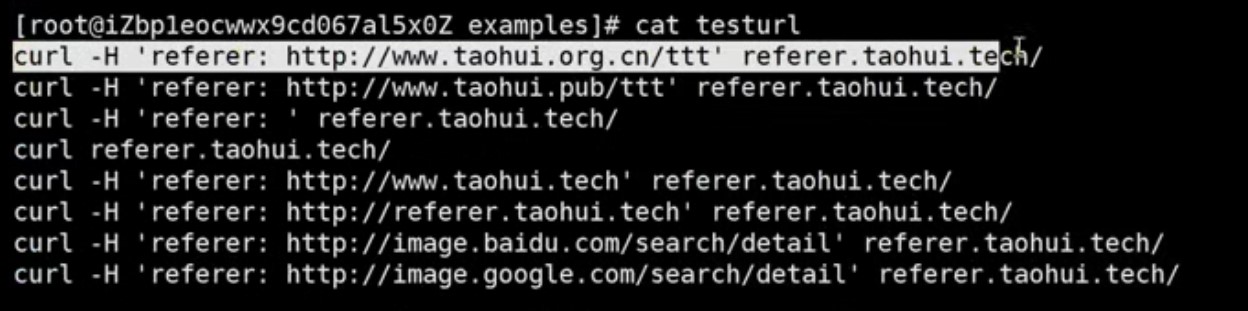 [root@iZbp1eocwwx9cd067al5x0Z examples]# cat testurl
curl -H 'referer: http://www.taohui.org.cn/ttt' referer.taohui.tech/
curl -H 'referer: http://www.taohui.pub/ttt' referer.taohui.tech/
curl -H 'referer: ' referer.taohui.tech/
curl referer.taohui.tech/
curl -H 'referer: http://www.taohui.tech' referer.taohui.tech/
curl -H 'referer: http://referer.taohui.tech' referer.taohui.tech/
curl -H 'referer: http://image.baidu.com/search/detail' referer.taohui.tech/
curl -H 'referer: http://image.google.com/search/detail' referer.taohui.tech/